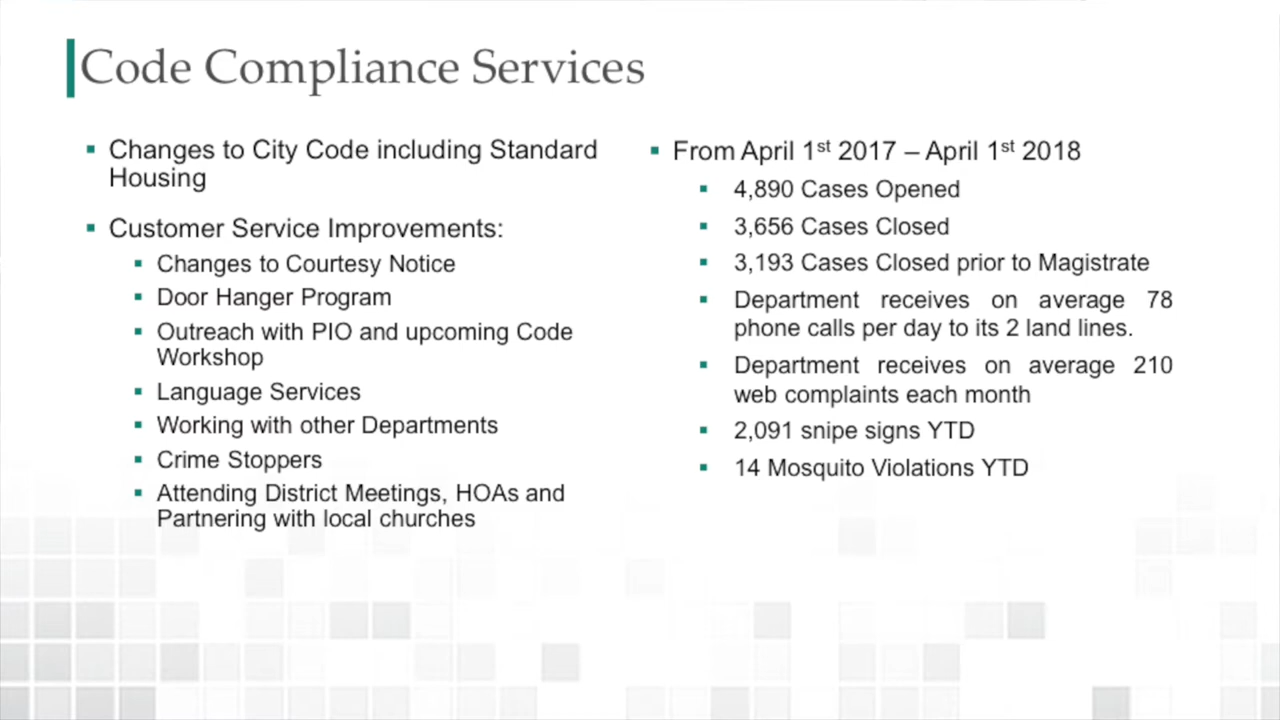 Code Compliance Services
Changes to City Code including Standard
Housing
Customer Service Improvements:
Changes to Courtesy Notice
Door Hanger Program
Outreach with PIO and upcoming Code
Workshop
Language Services
Working with other Departments
Crime Stoppers
Attending District Meetings, HOAs and
Partnering with local churches
From April 1st 2017 – April 1st 2018
4,890 Cases Opened
3,656 Cases Closed
3,193 Cases Closed prior to Magistrate
Department receives on average 78
phone calls per day to its 2 land lines.
Department receives on average 210
web complaints each month
2,091 snipe signs YTD
14 Mosquito Violations YTD